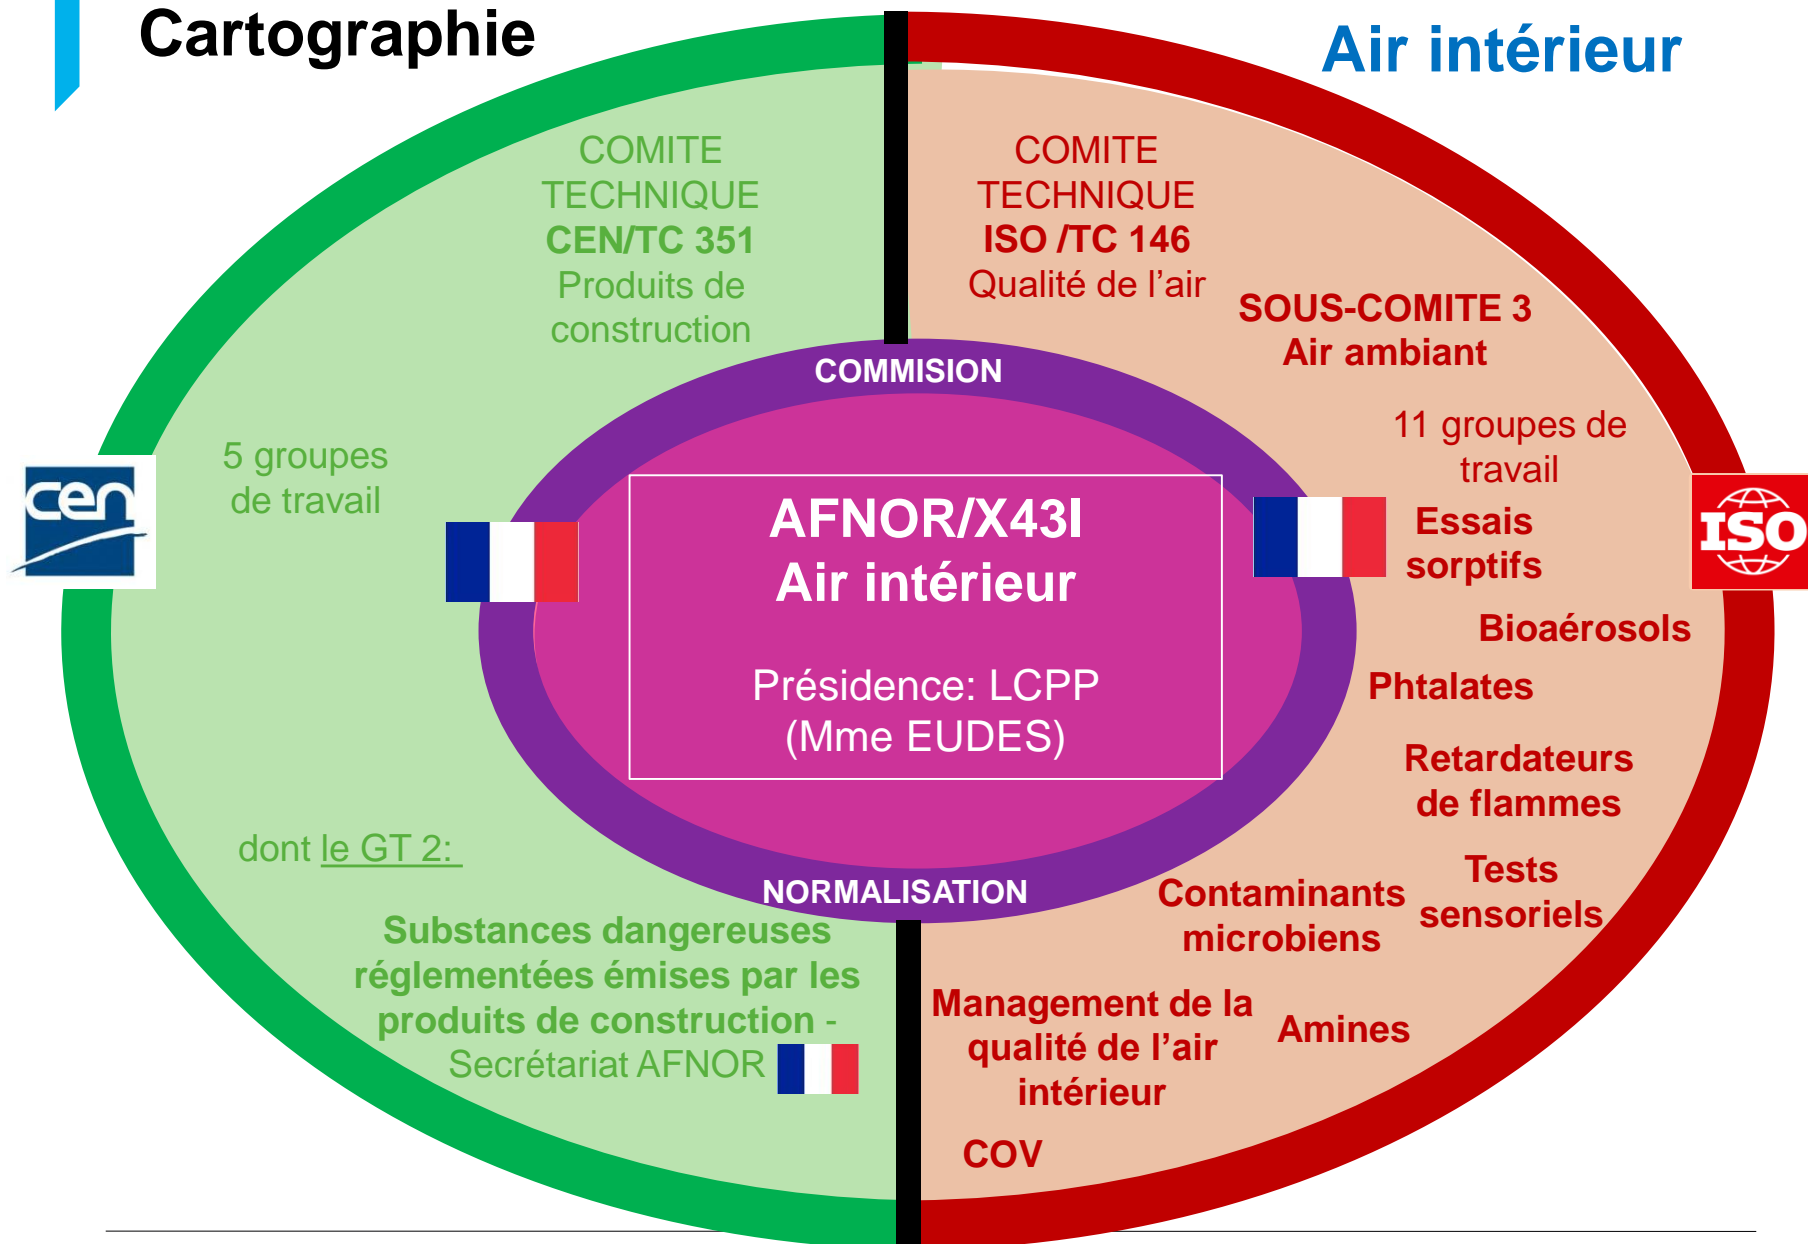 Cartographie
Air intérieur
COMITE
TECHNIQUE
CEN/TC 351
Produits de
construction
5 groupes
de travail
cen
dont le GT 2:
Substances dangereuses
réglementées émises par les
produits de construction -
Secrétariat AFNOR
COMMISION
AFNOR/X43I
Air intérieur
Présidence: LCPP
(Mme EUDES)
NORMALISATION
COMITE
TECHNIQUE
ISO /TC 146
Qualité de l’air
SOUS-COMITE 3
Air ambiant
11 groupes de
travail
ISO
Essais
sorptifs
Bioaérosols
Phtalates
Retardateurs
de flammes
Tests
sensoriels
Contaminants
microbiens
Management de la
qualité de l’air
intérieur
Amines
COV